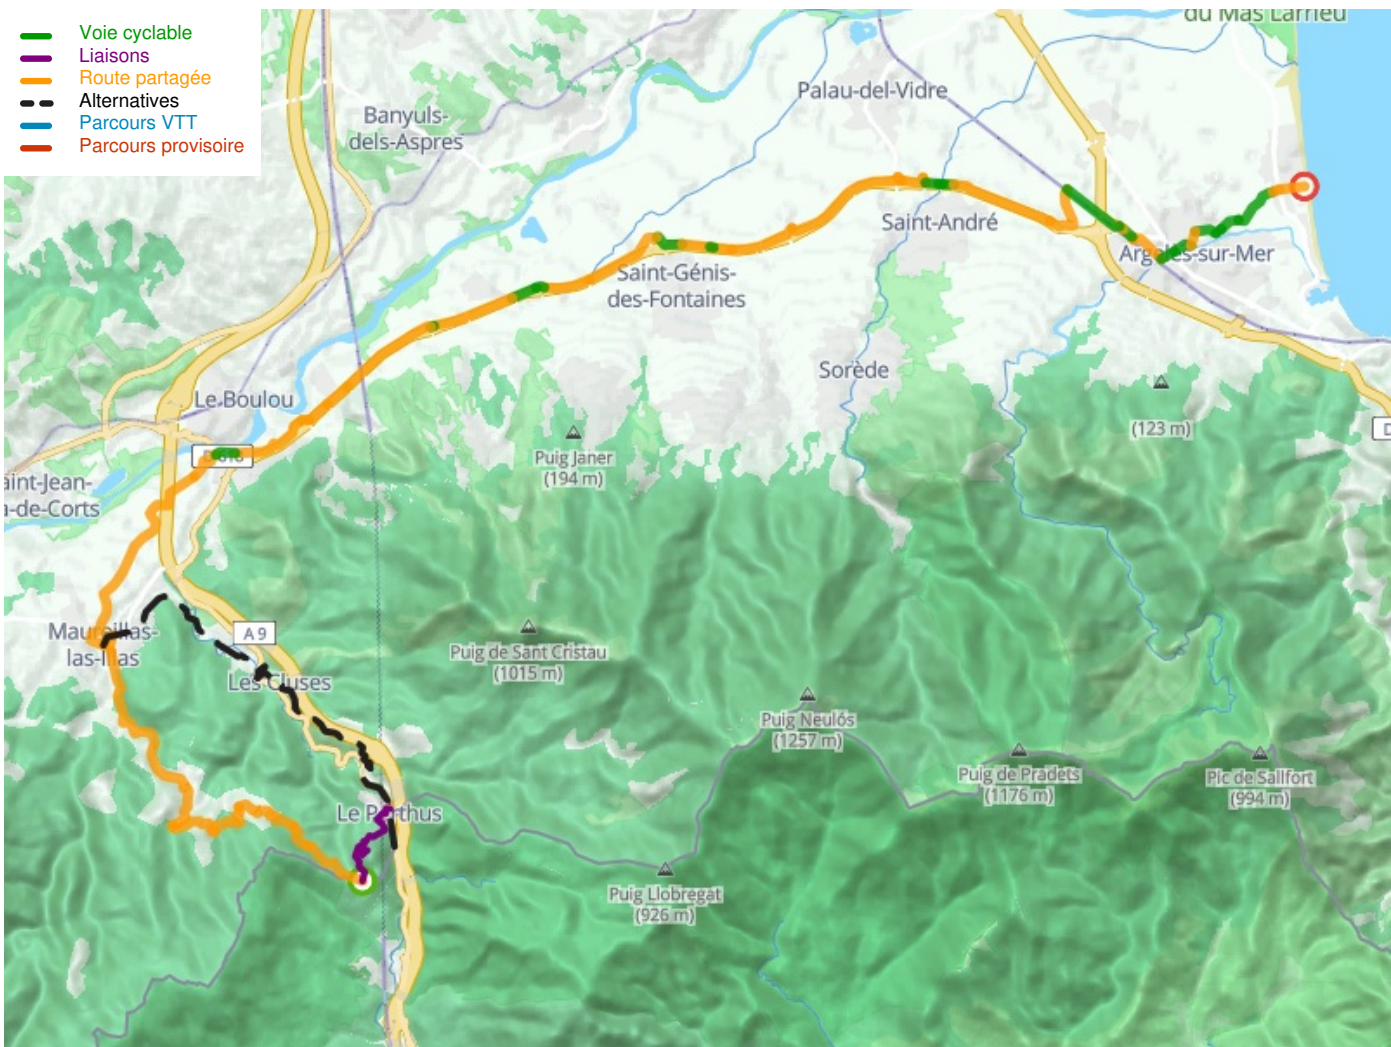 Voie cyclable
Liaisons
Route partagée
Alternatives
Parcours VTT
Parcours provisoire
du Mas Larrieu
Palau-del-Vidre
Banyuls-
dels-Aspres
Saint-André
Argelès-sur-Mer
Saint-Génis-
des-Fontaines
Sorède
Le Boulou
(123 m)
D
Puig Janer
(194 m)
D 618
aint-Jean-
a-de-Corts
A 9
Maureillas-
las-Illas
Les Cluses
Puig de Sant Cristau
(1015 m)
Puig Neulós
(1257 m)
Puig de Pradets
(1176 m)
Pic de Sallfort
(994 m)
Le Perthus
Puig Llobregat
(926 m)